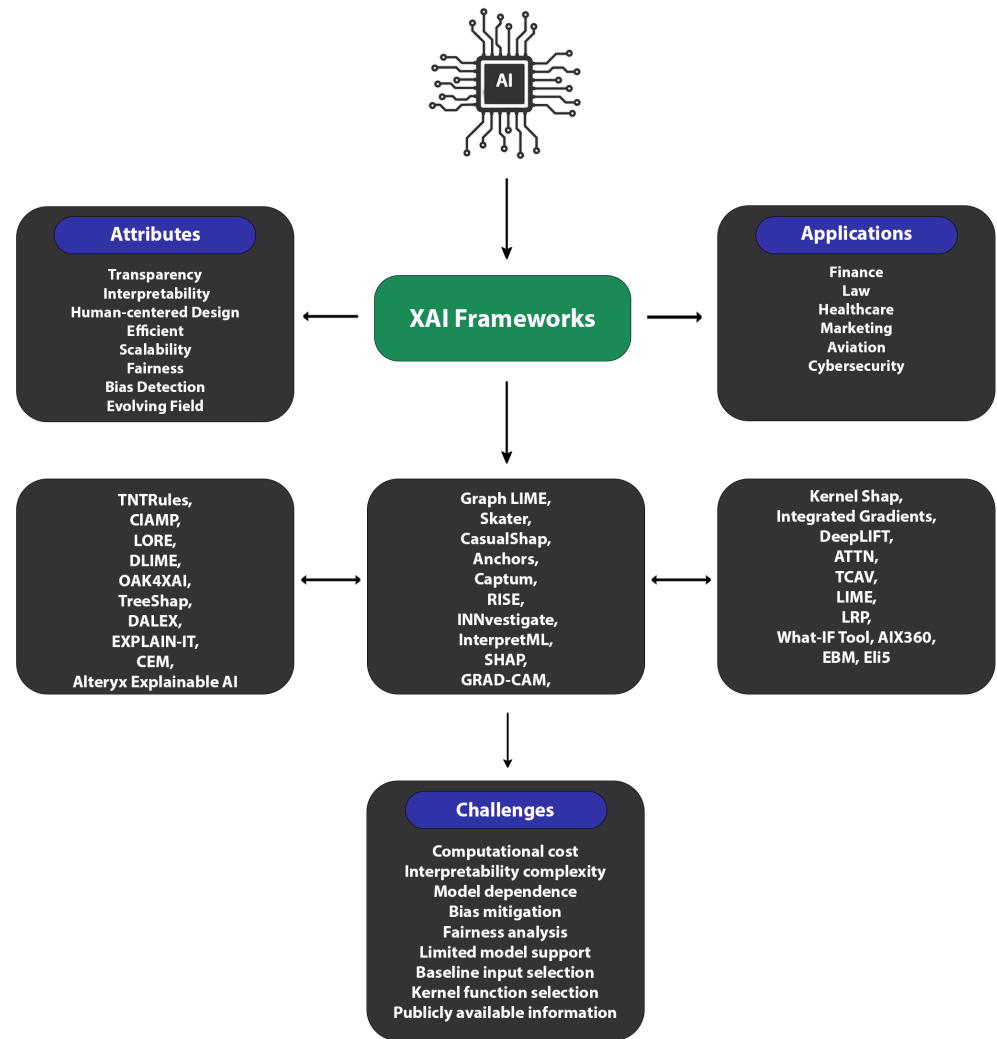 AI
Attributes
Transparency
Interpretability
Human-centered Design
Efficient
Scalability
Fairness
Bias Detection
Evolving Field
XAI Frameworks
Applications
Finance
Law
Healthcare
Marketing
Aviation
Cybersecurity
TNTRules,
CIAMP,
LORE,
DLIME,
OAK4XAI,
TreeShap,
DALEX,
EXPLAIN-IT,
CEM,
Alteryx Explainable AI
Graph LIME,
Skater,
CasualShap,
Anchors,
Captum,
RISE,
INNvestigate,
InterpretML,
SHAP,
GRAD-CAM,
Kernel Shap,
Integrated Gradients,
DeepLIFT,
ATTN,
TCAV,
LIME,
LRP,
What-IF Tool, AIX360,
EBM, Eli5
Challenges
Computational cost
Interpretability complexity
Model dependence
Bias mitigation
Fairness analysis
Limited model support
Baseline input selection
Kernel function selection
Publicly available information